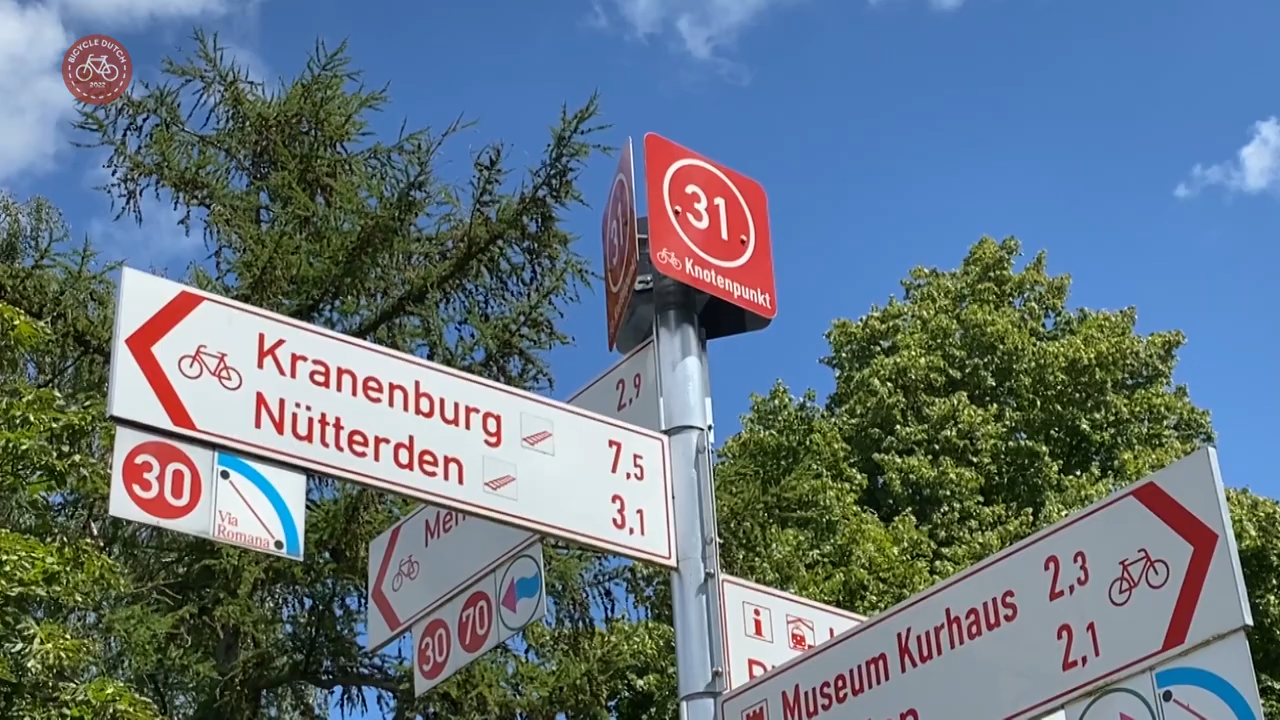 BICYCLE DUTCH
2022
31
31
Knotenpunkt
2,9
Kranenburg 7,5
Nütterden 3,1
30
Via
Romana
30 70
i
Museum Kurhaus 2,3
2,1